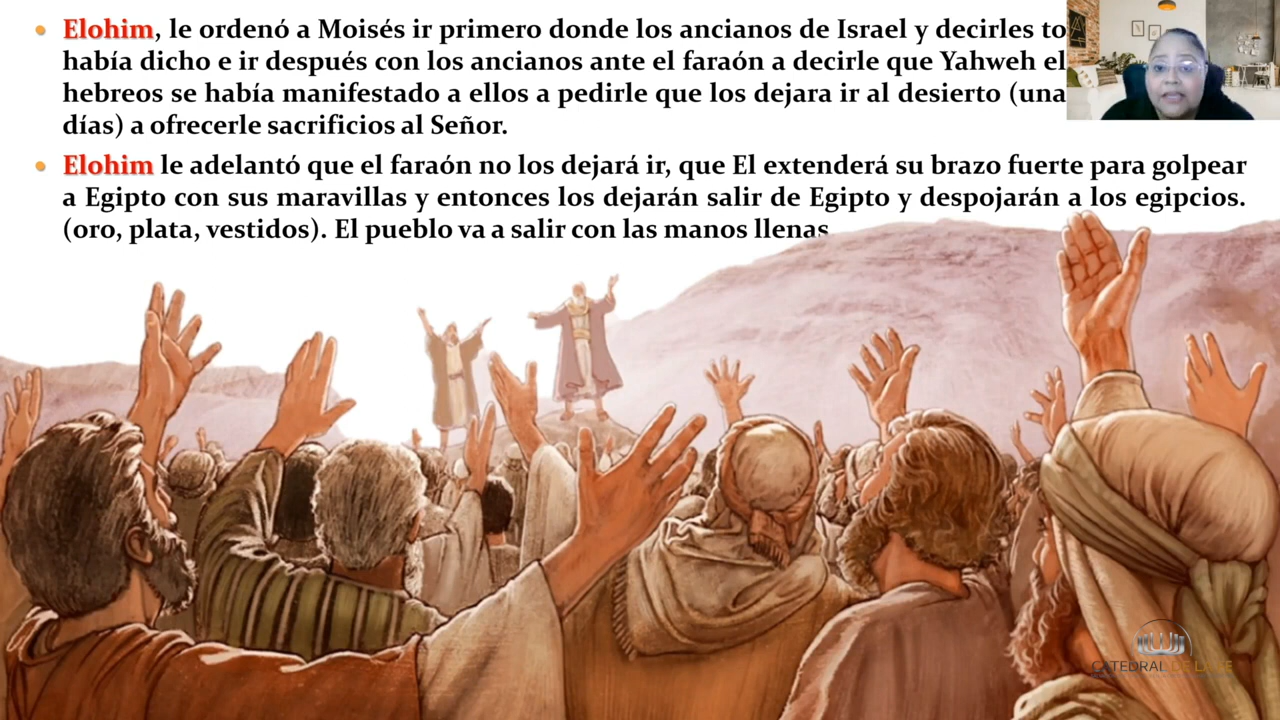 Elohim, le ordenó a Moisés ir primero donde los ancianos de Israel y decirles to
había dicho e ir después con los ancianos ante el faraón a decirle que Yahweh el
hebreos se había manifestado a ellos a pedirle que los dejara ir al desierto (una
días) a ofrecerle sacrificios al Señor.
Elohim le adelantó que el faraón no los dejará ir, que El extenderá su brazo fuerte para golpear
a Egipto con sus maravillas y entonces los dejarán salir de Egipto y despojarán a los egipcios.
(oro, plata, vestidos). El pueblo va a salir con las manos llenas
CATEDRAL DE LA FE